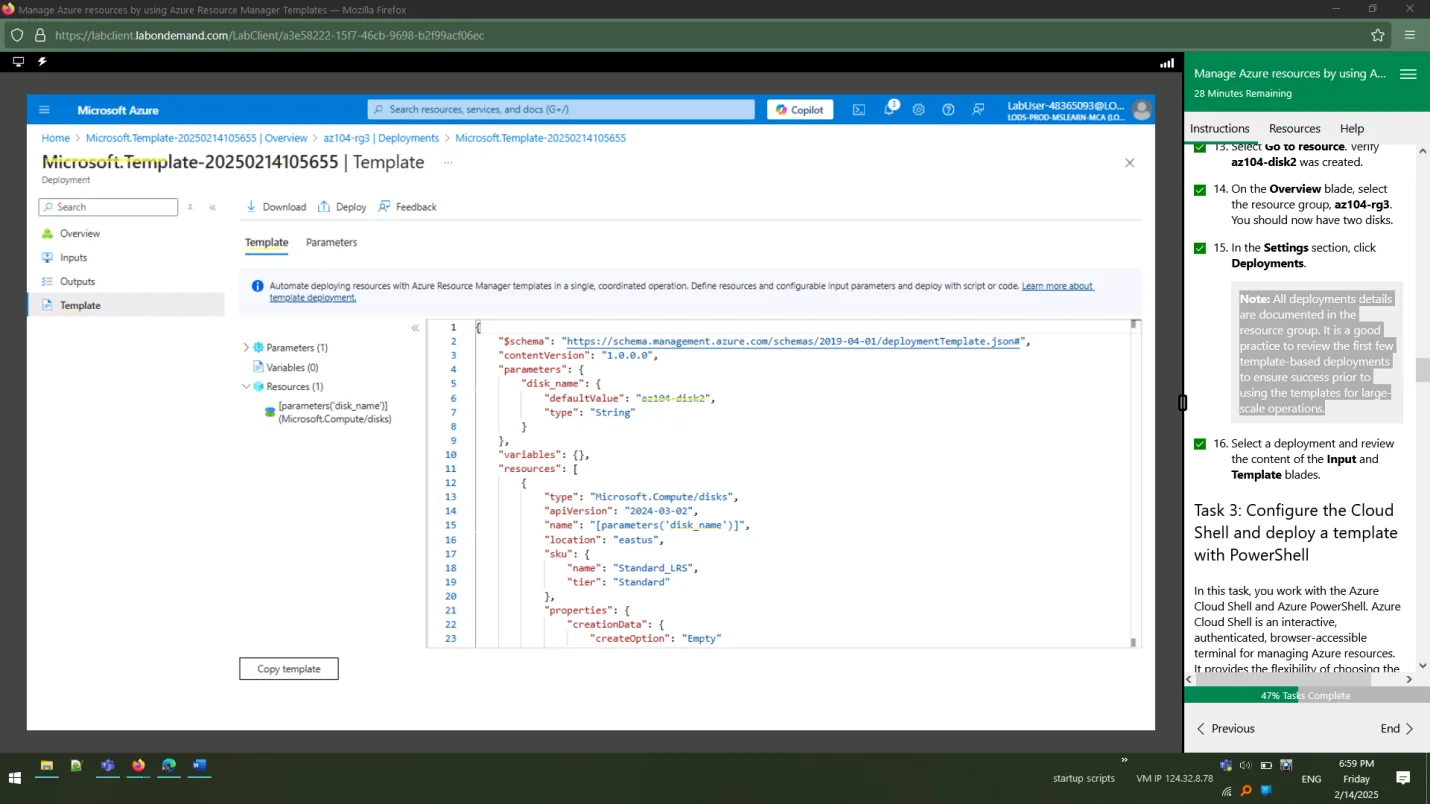 Manage Azure resources by using Azure Resource Manager Templates — Mozilla Firefox
https://labclient.labondemand.com/LabClient/a3e58222-15f7-46cb-9698-b2f99acf06ec
Microsoft Azure
Search resources, services, and docs (G+/)
Copilot
3
LabUser-48365093@LO...
LODS-PROD-MSLEARN-MCA (LO...
Home > Microsoft.Template-20250214105655 | Overview > az104-rg3 | Deployments > Microsoft.Template-20250214105655
Microsoft.Template-20250214105655 | Template ...
Deployment
Search
Overview
Inputs
Outputs
Template
Download
Deploy
Feedback
Template
Parameters
Automate deploying resources with Azure Resource Manager templates in a single, coordinated operation. Define resources and configurable input parameters and deploy with script or code. Learn more about
template deployment.
Parameters (1)
Variables (0)
Resources (1)
[parameters('disk_name')]
(Microsoft.Compute/disks)
1 {
2 "$schema": "https://schema.management.azure.com/schemas/2019-04-01/deploymentTemplate.json#",
3 "contentVersion": "1.0.0.0",
4 "parameters": {
5 "disk_name": {
6 "defaultValue": "az104-disk2",
7 "type": "String"
8 }
9 },
10 "variables": {},
11 "resources": [
12 {
13 "type": "Microsoft.Compute/disks",
14 "apiVersion": "2024-03-02",
15 "name": "[parameters('disk_name')]",
16 "location": "eastus",
17 "sku": {
18 "name": "Standard_LRS",
19 "tier": "Standard"
20 },
21 "properties": {
22 "creationData": {
23 "createOption": "Empty"
Copy template
Manage Azure resources by using A...
28 Minutes Remaining
Instructions
Resources
Help
13. Select Go to resource. Verify
az104-disk2 was created.
14. On the Overview blade, select
the resource group, az104-rg3.
You should now have two disks.
15. In the Settings section, click
Deployments.
Note: All deployments details
are documented in the
resource group. It is a good
practice to review the first few
template-based deployments
to ensure success prior to
using the templates for large-
scale operations.
16. Select a deployment and review
the content of the Input and
Template blades.
Task 3: Configure the Cloud
Shell and deploy a template
with PowerShell
In this task, you work with the Azure
Cloud Shell and Azure PowerShell. Azure
Cloud Shell is an interactive,
authenticated, browser-accessible
terminal for managing Azure resources.
It provides the flexibility of choosing the
47% Tasks Complete
Previous
End
startup scripts
VM IP 124.32.8.78
ENG
6:59 PM
Friday
2/14/2025